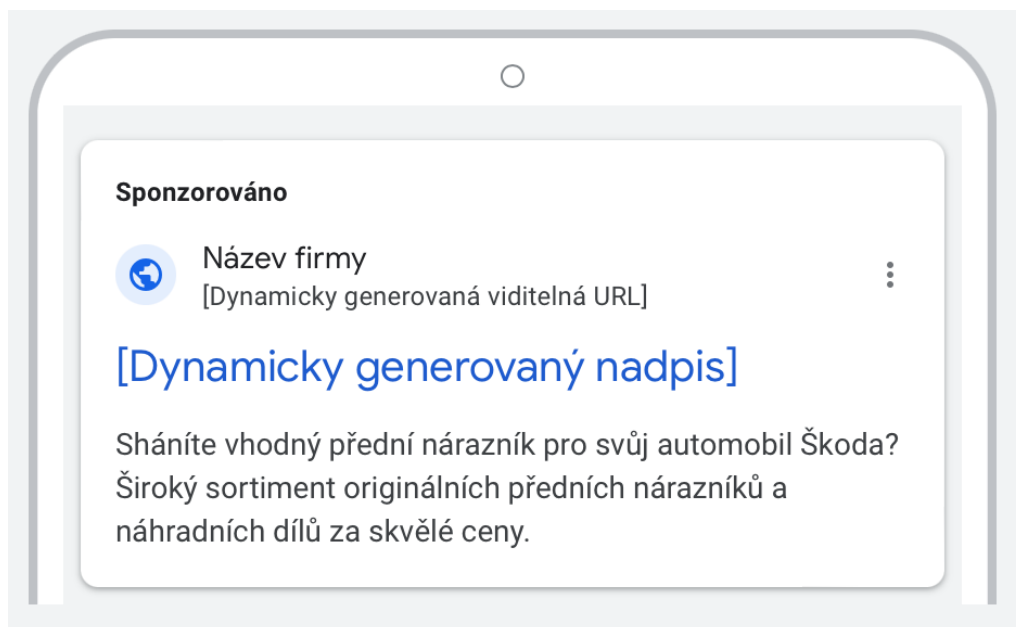 Sponzorováno
Název firmy
[Dynamicky generovaná viditelná URL]
[Dynamicky generovaný nadpis]
Sháníte vhodný přední nárazník pro svůj automobil Škoda?
Široký sortiment originálních předních nárazníků a
náhradních dílů za skvělé ceny.